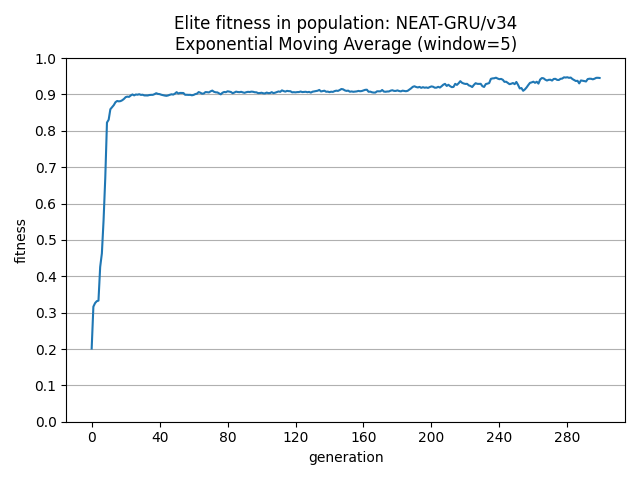 Elite fitness in population: NEAT-GRU/v34
Exponential Moving Average (window=5)
1.0
0.9
0.8
0.7
0.6
0.5
0.4
0.3
0.2
0.1
0.0
fitness
0 40 80 120 160 200 240 280
generation